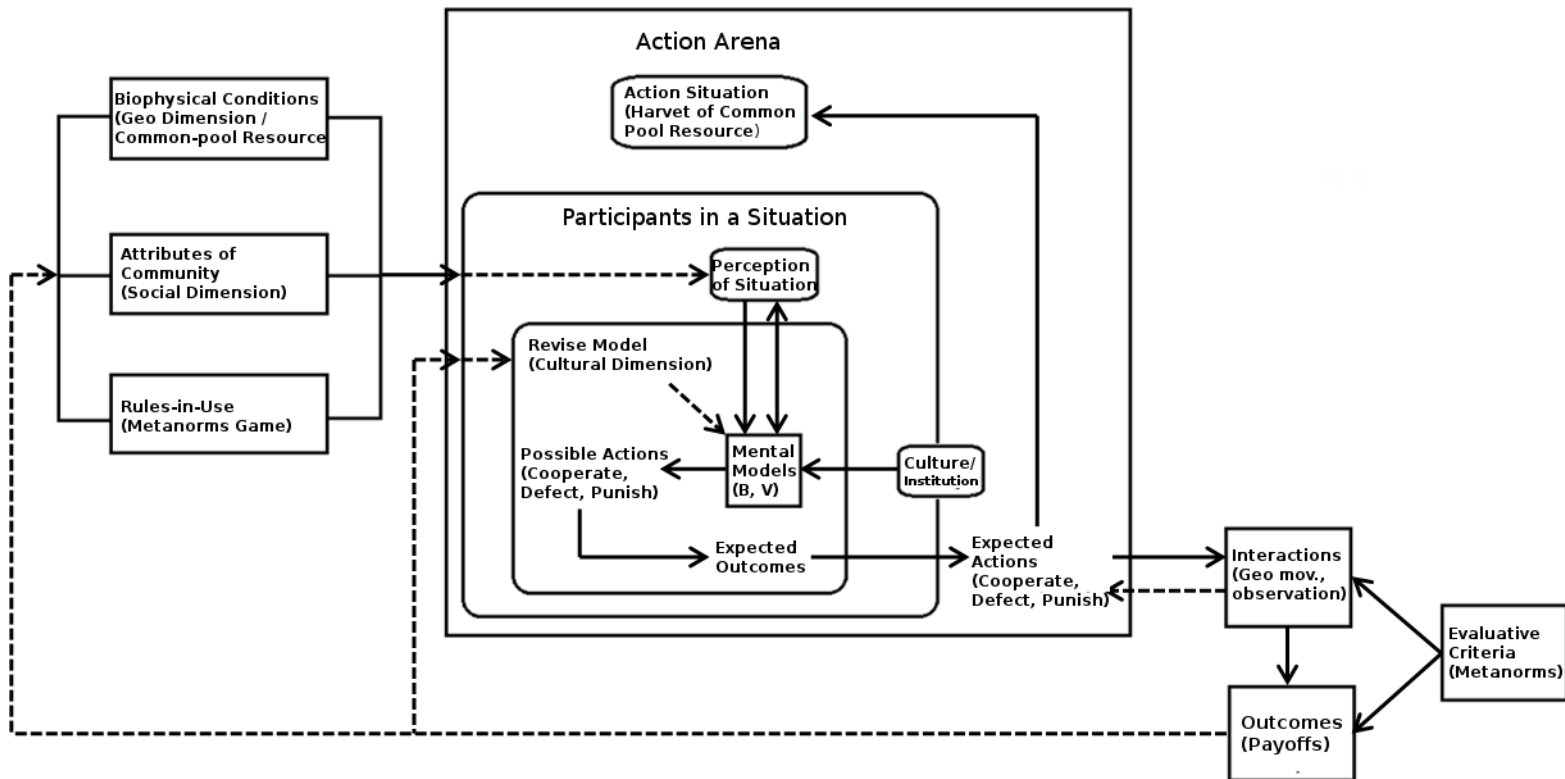 Action Arena
Biophysical Conditions
(Geo Dimension /
Common-pool Resource
Action Situation
(Harvet of Common
Pool Resource)
Participants in a Situation
Attributes of
Community
(Social Dimension)
Perception
of Situation
Revise Model
(Cultural Dimension)
Rules-in-Use
(Metanorms Game)
Possible Actions
(Cooperate,
Defect, Punish)
Mental
Models
(B, V)
Culture/
Institution
Expected
Outcomes
Expected
Actions
(Cooperate,
Defect, Punish)
Interactions
(Geo mov.,
observation)
Evaluative
Criteria
(Metanorms)
Outcomes
(Payoffs)